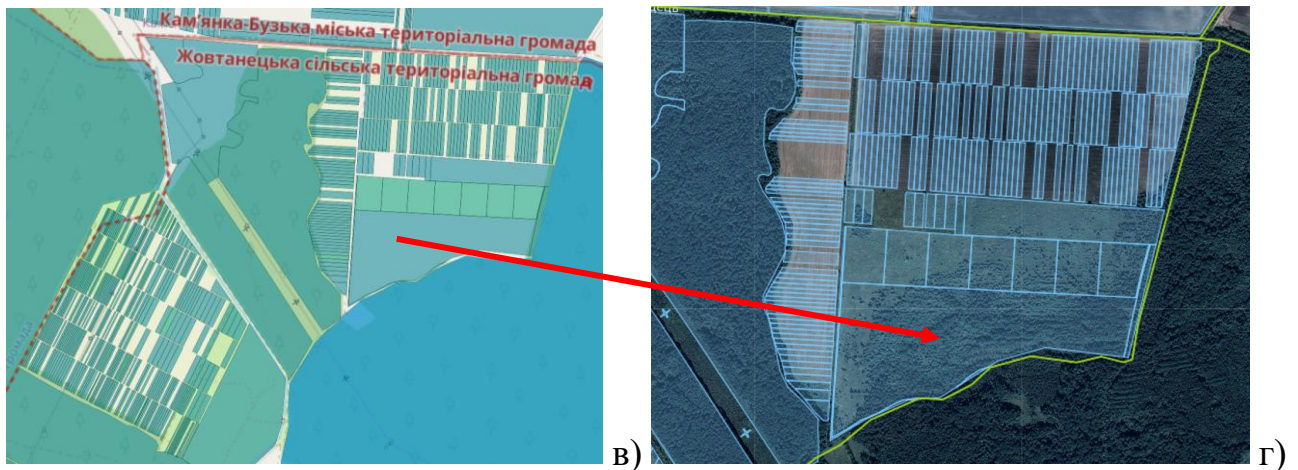 Кам'янка-Бузька міська територіальна громада
Жовтанецька сільська територіальна громада
в)
г)